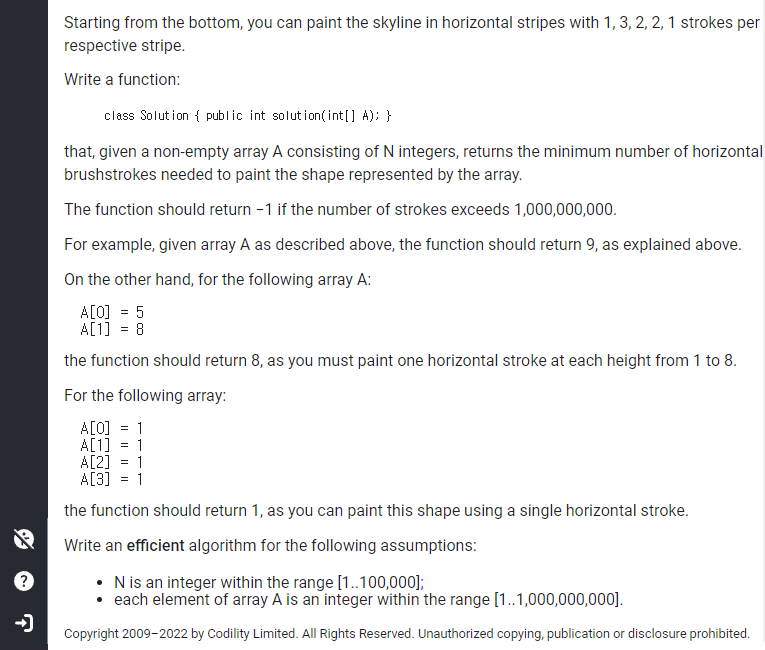 Starting from the bottom, you can paint the skyline in horizontal stripes with 1, 3, 2, 2, 1 strokes per
respective stripe.
Write a function:
class Solution { public int solution(int[] A); }
that, given a non-empty array A consisting of N integers, returns the minimum number of horizontal
brushstrokes needed to paint the shape represented by the array.
The function should return −1 if the number of strokes exceeds 1,000,000,000.
For example, given array A as described above, the function should return 9, as explained above.
On the other hand, for the following array A:
A[0] = 5
A[1] = 8
the function should return 8, as you must paint one horizontal stroke at each height from 1 to 8.
For the following array:
A[0] = 1
A[1] = 1
A[2] = 1
A[3] = 1
the function should return 1, as you can paint this shape using a single horizontal stroke.
Write an efficient algorithm for the following assumptions:
• N is an integer within the range [1..100,000];
• each element of array A is an integer within the range [1..1,000,000,000].
?
Copyright 2009–2022 by Codility Limited. All Rights Reserved. Unauthorized copying, publication or disclosure prohibited.